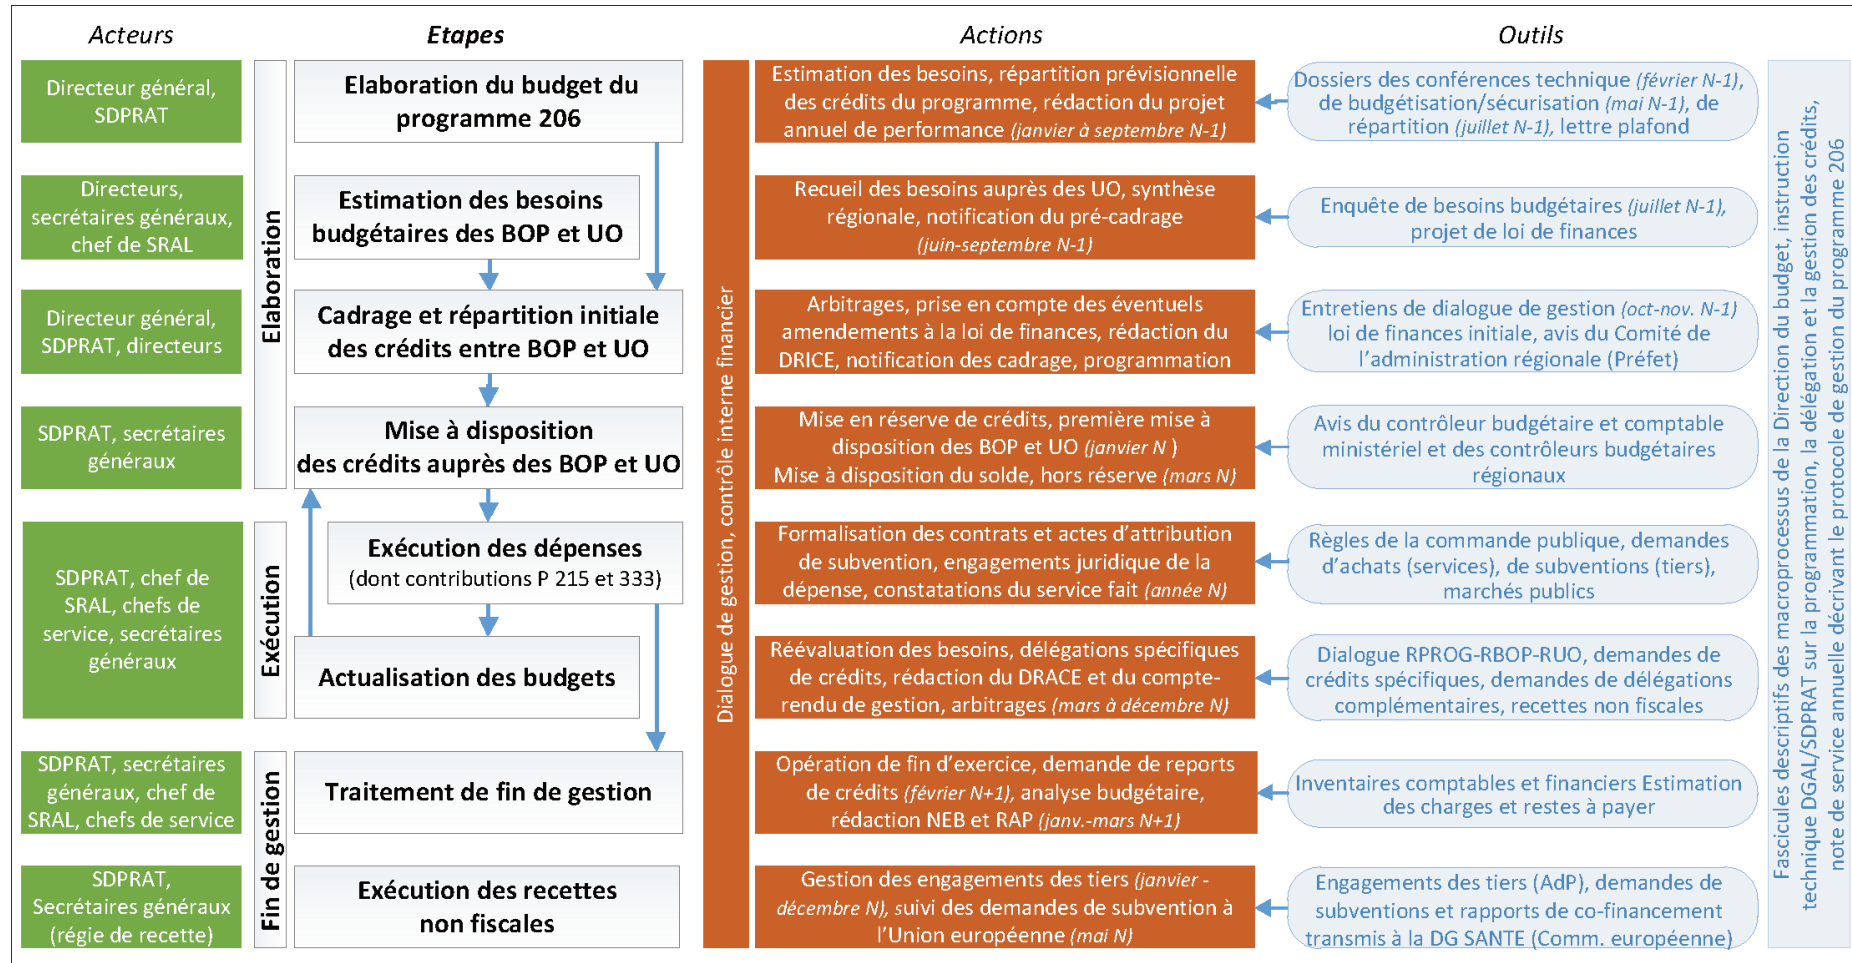 Acteurs
Etapes
Actions
Outils
Directeur général,
SDPRAT
Elaboration du budget du
programme 206
Estimation des besoins, répartition prévisionnelle
des crédits du programme, rédaction du projet
annuel de performance (janvier à septembre N-1)
Dossiers des conférences technique (février N-1),
de budgétisation/sécurisation (mai N-1), de
répartition (juillet N-1), lettre plafond
Directeurs,
secrétaires généraux,
chef de SRAL
Estimation des besoins
budgétaires des BOP et UO
Recueil des besoins auprès des UO, synthèse
régionale, notification du pré-cadrage
(juin-septembre N-1)
Enquête de besoins budgétaires (juillet N-1),
projet de loi de finances
Directeur général,
SDPRAT, directeurs
Cadrage et répartition initiale
des crédits entre BOP et UO
Arbitrages, prise en compte des éventuels
amendements à la loi de finances, rédaction du
DRICE, notification des cadrage, programmation
Entretiens de dialogue de gestion (oct-nov. N-1)
loi de finances initiale, avis du Comité de
l'administration régionale (Préfet)
SDPRAT, secrétaires
généraux
Mise à disposition
des crédits auprès des BOP et UO
Mise en réserve de crédits, première mise à
disposition des BOP et UO (janvier N )
Mise à disposition du solde, hors réserve (mars N)
Avis du contrôleur budgétaire et comptable
ministériel et des contrôleurs budgétaires
régionaux
Elaboration
SDPRAT, chef de
SRAL, chefs de
service, secrétaires
généraux
Exécution des dépenses
(dont contributions P 215 et 333)
Formalisation des contrats et actes d'attribution
de subvention, engagements juridique de la
dépense, constatations du service fait (année N)
Règles de la commande publique, demandes
d'achats (services), de subventions (tiers),
marchés publics
Actualisation des budgets
Réévaluation des besoins, délégations spécifiques
de crédits, rédaction du DRACE et du compte-
rendu de gestion, arbitrages (mars à décembre N)
Dialogue RPROG-RBOP-RUO, demandes de
crédits spécifiques, demandes de délégations
complémentaires, recettes non fiscales
Exécution
SDPRAT, secrétaires
généraux, chef de
SRAL, chefs de service
Traitement de fin de gestion
Opération de fin d'exercice, demande de reports
de crédits (février N+1), analyse budgétaire,
rédaction NEB et RAP (janv.-mars N+1)
Inventaires comptables et financiers Estimation
des charges et restes à payer
SDPRAT,
Secrétaires généraux
(régie de recette)
Exécution des recettes
non fiscales
Gestion des engagements des tiers (janvier -
décembre N), suivi des demandes de subvention à
l'Union européenne (mai N)
Engagements des tiers (AdP), demandes de
subventions et rapports de co-financement
transmis à la DG SANTE (Comm. européenne)
Fin de gestion
Dialogue de gestion, contrôle interne financier
Fascicules descriptifs des macroprocessus de la Direction du budget, instruction
technique DGAL/SDPRAT sur la programmation, la délégation et la gestion des crédits,
note de service annuelle décrivant le protocole de gestion du programme 206